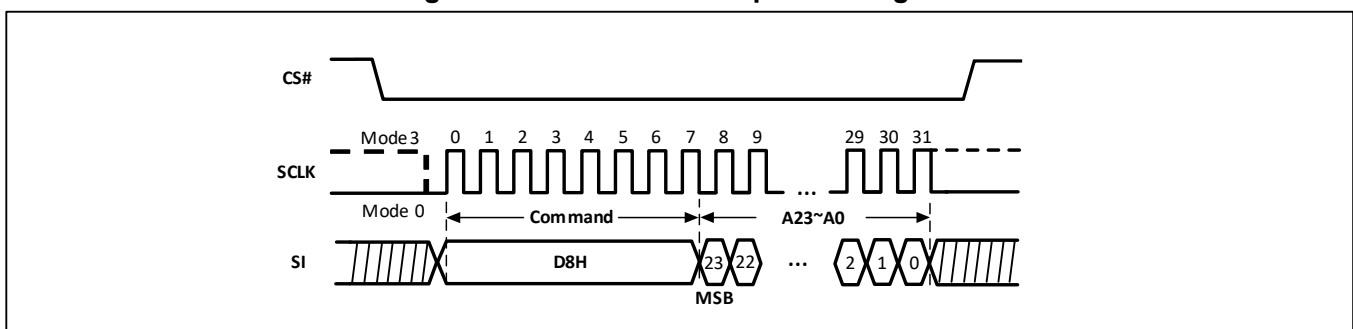 CS#
Mode 3 0 1 2 3 4 5 6 7 8 9 29 30 31
SCLK
...
Mode 0 Command A23~A0
SI D8H 23 22 ... 2 1 0
MSB